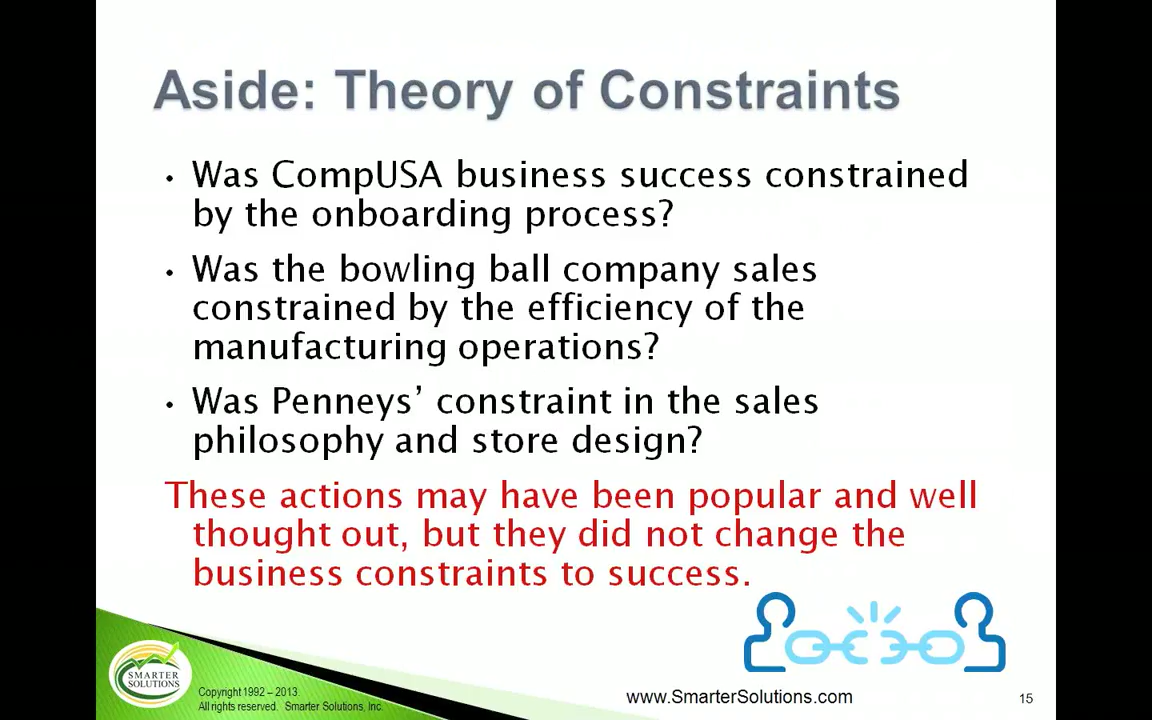 Aside: Theory of Constraints
• Was CompUSA business success constrained
by the onboarding process?
• Was the bowling ball company sales
constrained by the efficiency of the
manufacturing operations?
• Was Penneys’ constraint in the sales
philosophy and store design?
These actions may have been popular and well
thought out, but they did not change the
business constraints to success.
SMARTER
SOLUTIONS
Copyright 1992 – 2013.
All rights reserved. Smarter Solutions, Inc.
www.SmarterSolutions.com
15